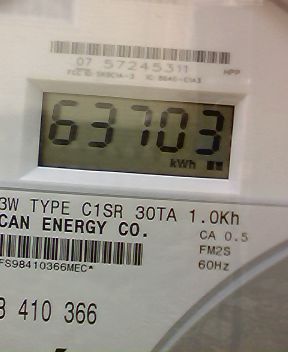 07 57245311
HPP
63703
kWh
3W TYPE C1SR 30TA 1.0Kh
CAN ENERGY CO.
CA 0.5
FM2S
60Hz
FS98410366MEC*
410 366